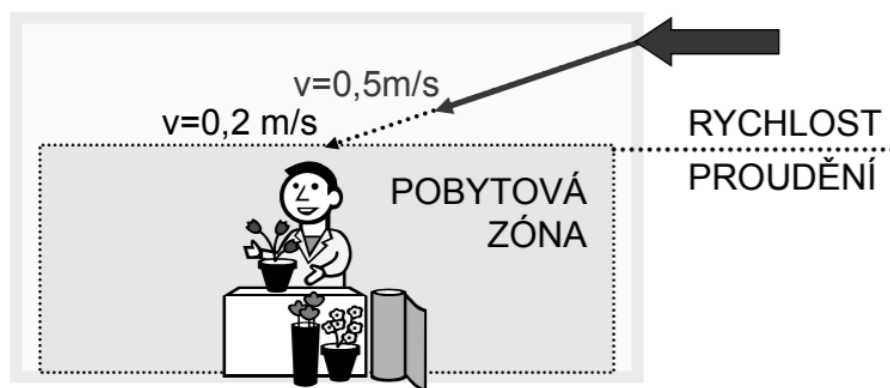 v=0,5m/s
v=0,2 m/s
RYCHLOST
PROUDĚNÍ
POBYTOVÁ
ZÓNA